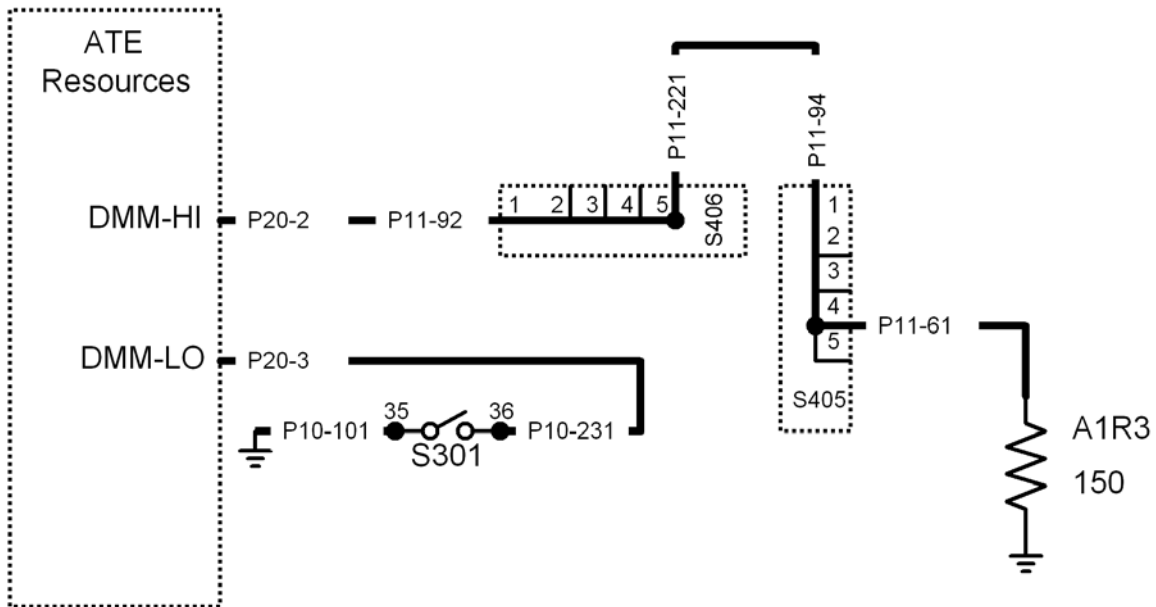 ATE
Resources
P11-221
P11-94
DMM-HI
P20-2
P11-92
1 2 3 4 5
S406
1
2
3
4
5
S405
P11-61
DMM-LO
P20-3
P10-101
35
36
P10-231
S301
A1R3
150